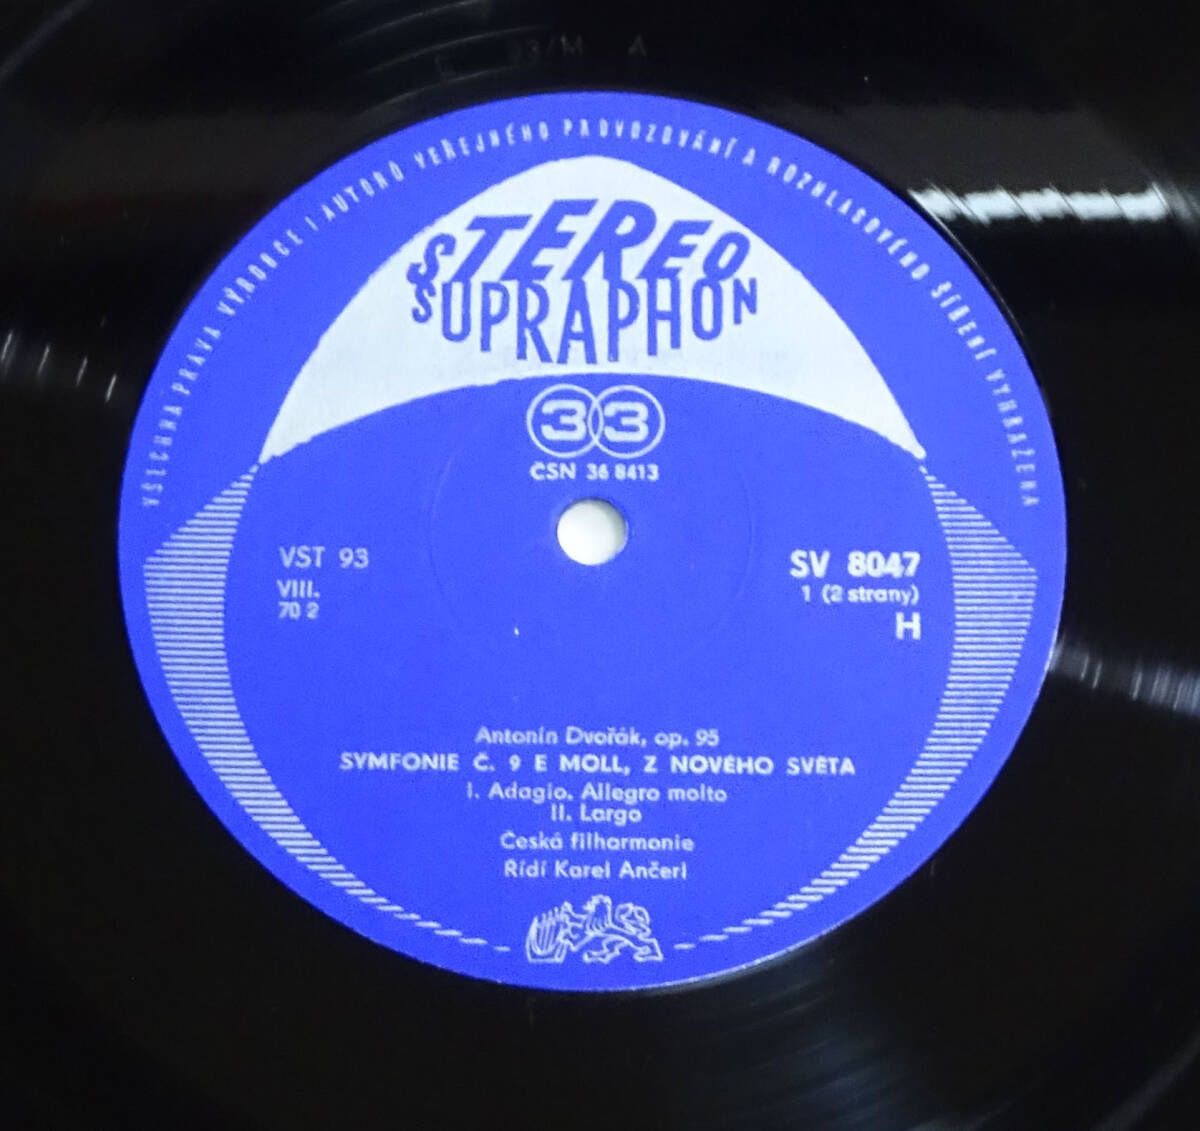 VŠECHNA PRÁVA VÝROBCE I AUTORŮ VEŘEJNÉHO PROVOZOVÁNÍ A ROZHLASOVÉHO ŠÍŘENÍ VYHRAZENA
STEREO
SUPRAPHON
33
ČSN 36 8413
VST 93
VIII.
70 2
SV 8047
1 (2 strany)
H
Antonín Dvořák, op. 95
SYMFONIE Č. 9 E MOLL, Z NOVÉHO SVĚTA
I. Adagio. Allegro molto
II. Largo
Česká filharmonie
Řídí Karel Ančerl